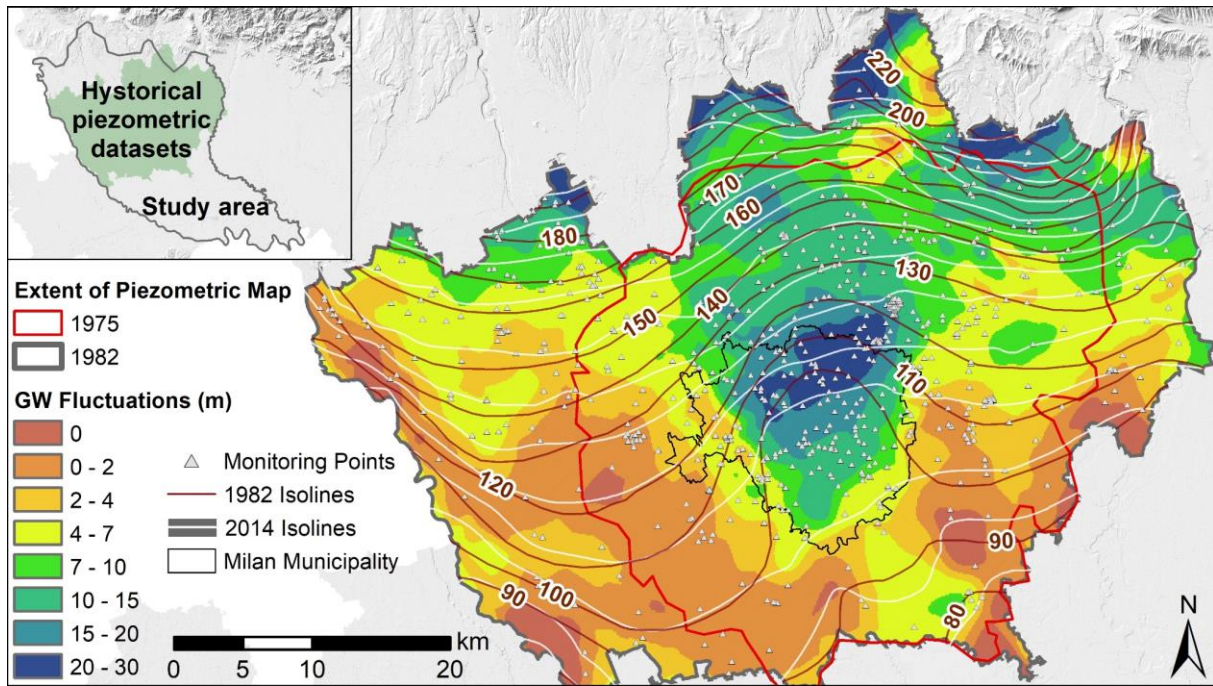 Hystorical
piezometric
datasets
Study area
Extent of Piezometric Map
1975
1982
GW Fluctuations (m)
0
0 - 2
2 - 4
4 - 7
7 - 10
10 - 15
15 - 20
20 - 30
Monitoring Points
1982 Isolines
2014 Isolines
Milan Municipality
0 5 10 20
km
N
220
200
170
160
180
130
140
150
110
120
90
100
90
80